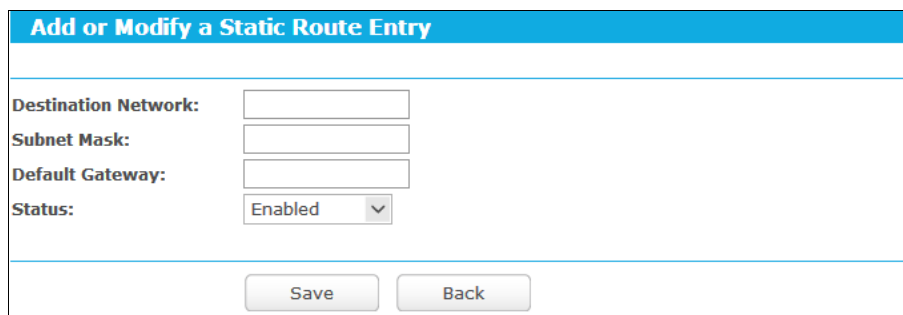 Add or Modify a Static Route Entry
Destination Network:
Subnet Mask:
Default Gateway:
Status: Enabled
Save Back